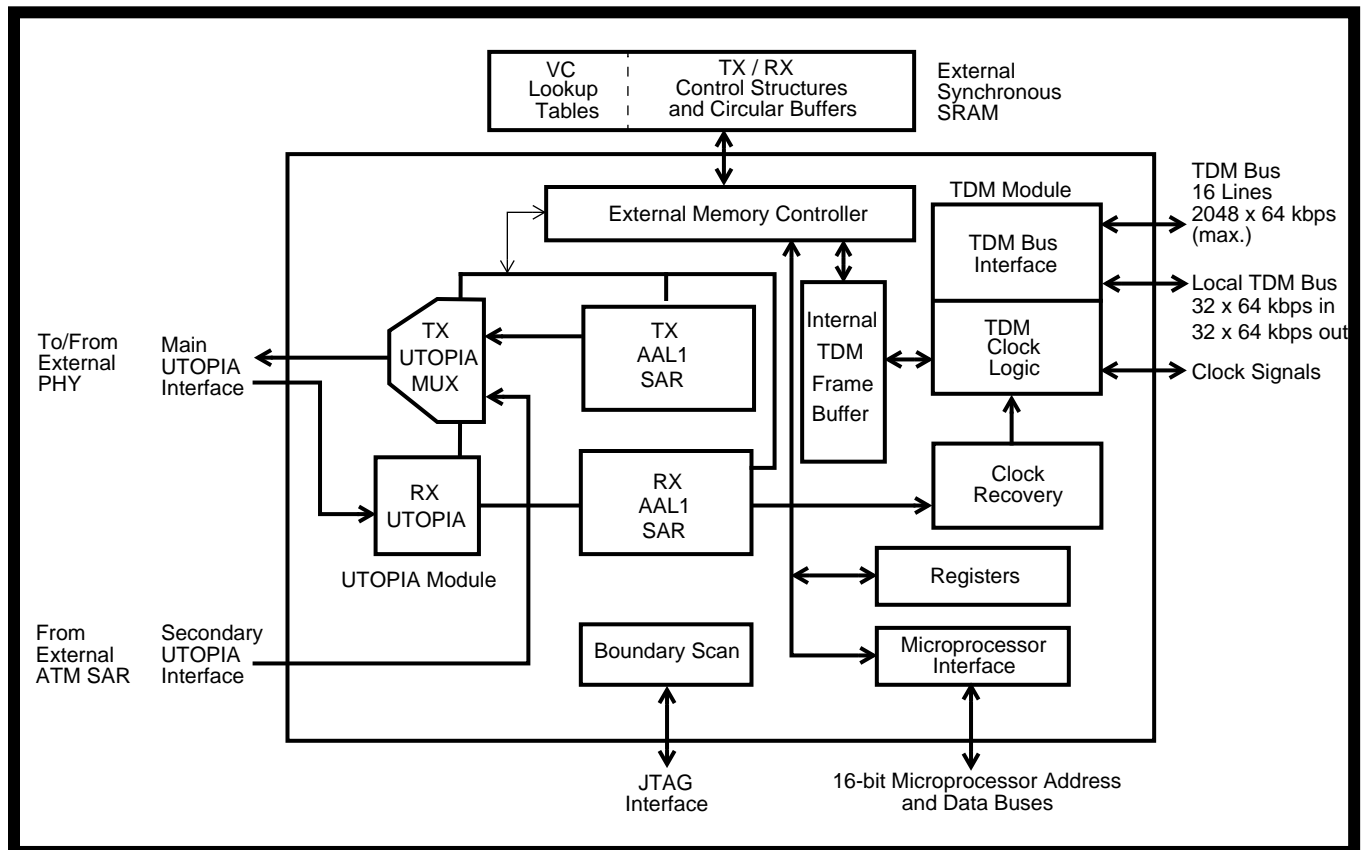 VC
Lookup
Tables
TX / RX
Control Structures
and Circular Buffers
External
Synchronous
SRAM
TDM Bus
16 Lines
2048 x 64 kbps
(max.)
TDM Module
External Memory Controller
TDM Bus
Interface
Local TDM Bus
32 x 64 kbps in
32 x 64 kbps out
To/From
External
PHY
Main
UTOPIA
Interface
TX
UTOPIA
MUX
TX
AAL1
SAR
Internal
TDM
Frame
Buffer
TDM
Clock
Logic
Clock Signals
RX
UTOPIA
RX
AAL1
SAR
Clock
Recovery
UTOPIA Module
Registers
From
External
ATM SAR
Secondary
UTOPIA
Interface
Boundary Scan
Microprocessor
Interface
JTAG
Interface
16-bit Microprocessor Address
and Data Buses